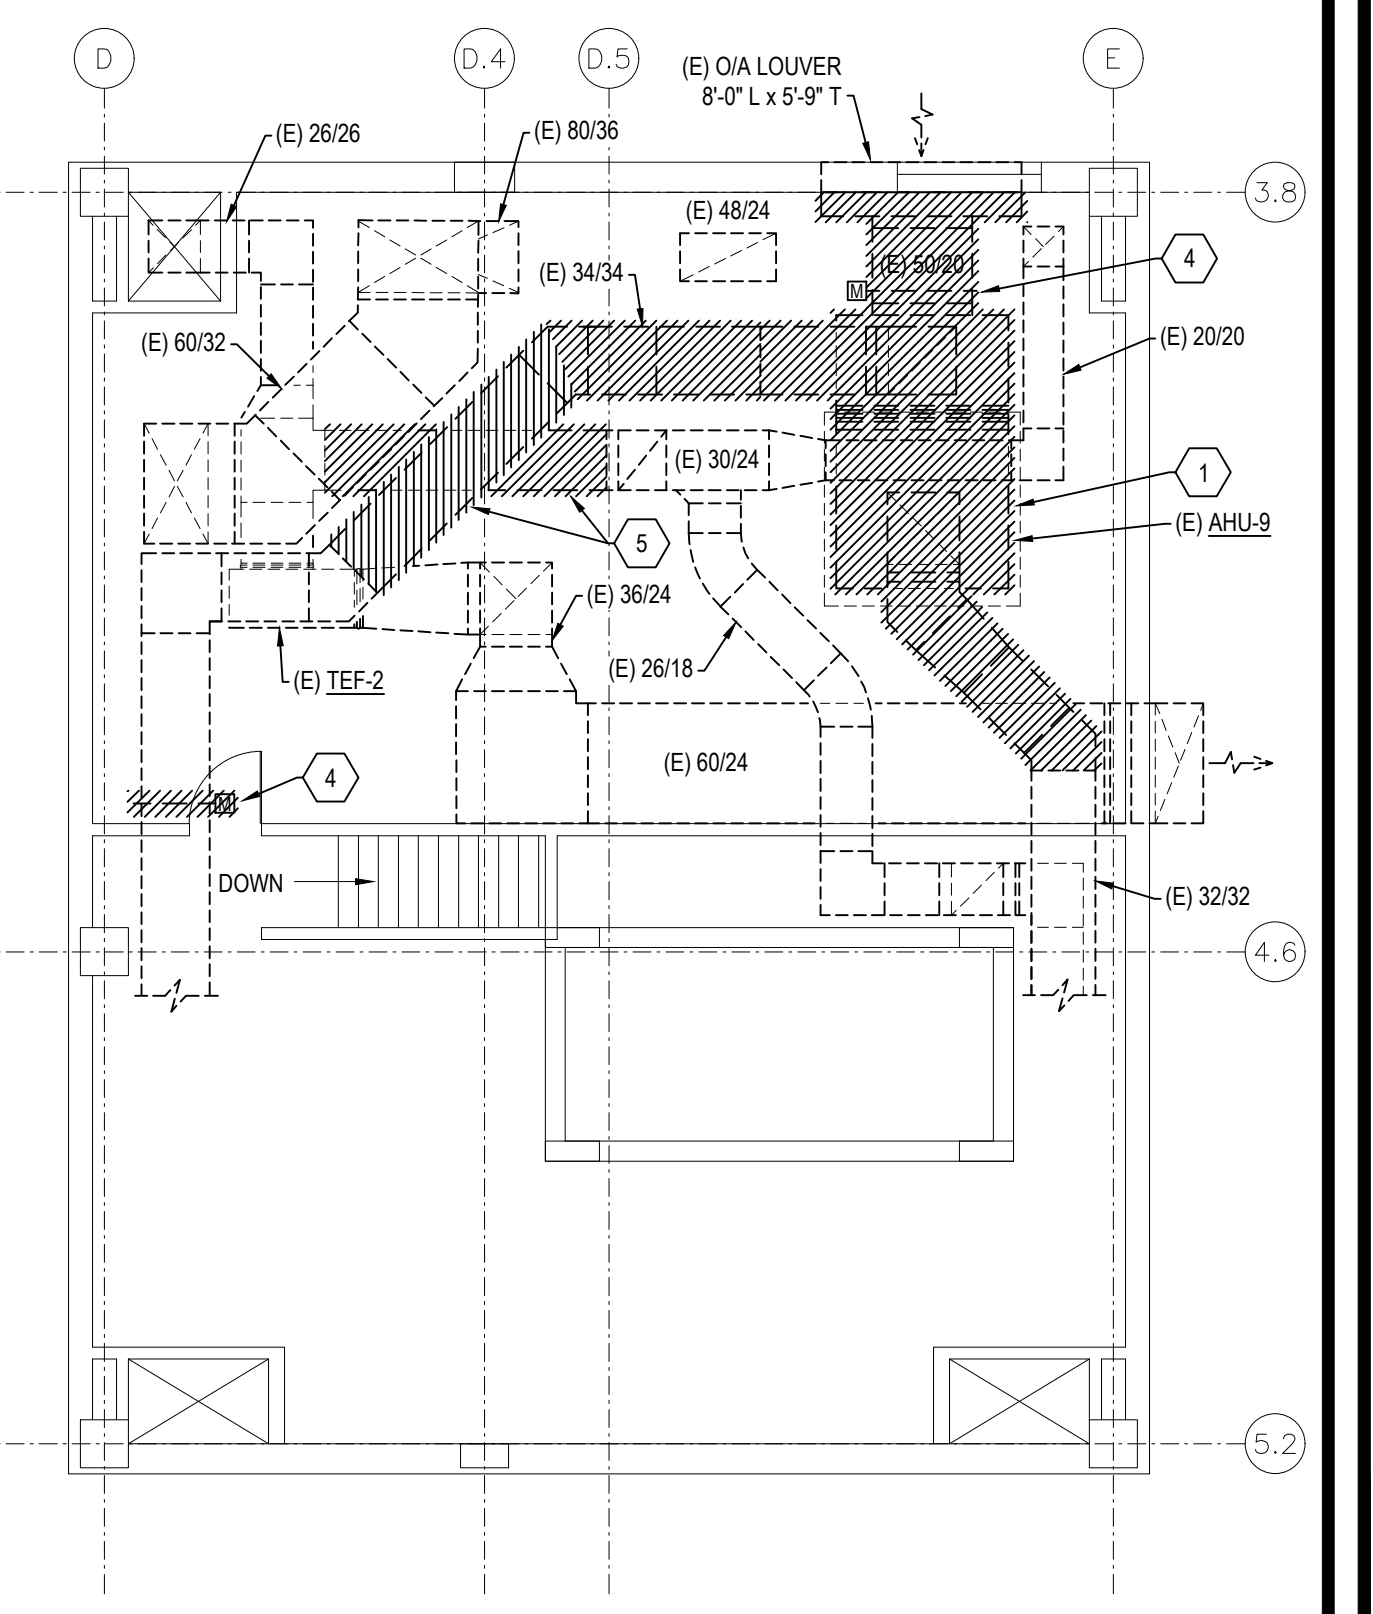 D
D.4
D.5
E
(E) O/A LOUVER
8'-0" L x 5'-9" T
(E) 26/26
(E) 80/36
3.8
(E) 48/24
4
(E) 50/20
(E) 34/34
M
(E) 60/32
(E) 20/20
(E) 30/24
1
(E) AHU-9
5
(E) 36/24
(E) 26/18
(E) TEF-2
(E) 60/24
4
M
DOWN
(E) 32/32
4.6
5.2